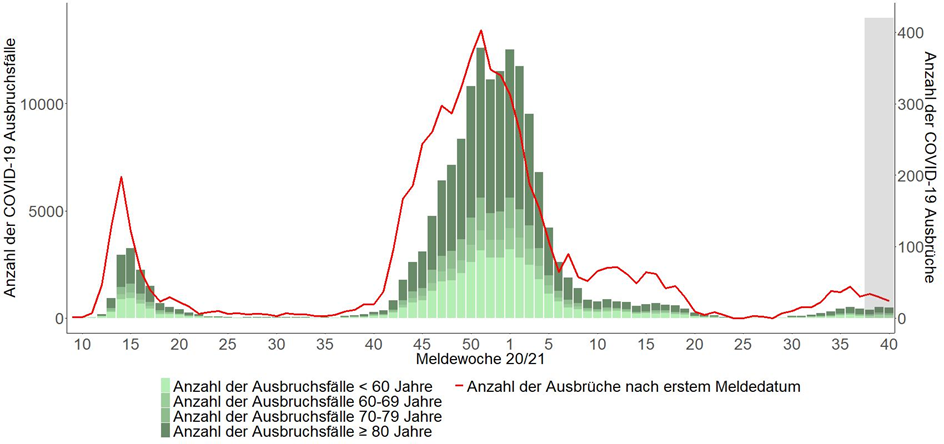 Anzahl der COVID-19 Ausbruchsfälle
10000
5000
0
400
300
200
100
0
Anzahl der COVID-19 Ausbrüche
10 15 20 25 30 35 40 45 50 1 5 10 15 20 25 30 35 40
Meldewoche 20/21
Anzahl der Ausbruchsfälle < 60 Jahre
Anzahl der Ausbruchsfälle 60-69 Jahre
Anzahl der Ausbruchsfälle 70-79 Jahre
Anzahl der Ausbruchsfälle ≥ 80 Jahre
Anzahl der Ausbrüche nach erstem Meldedatum